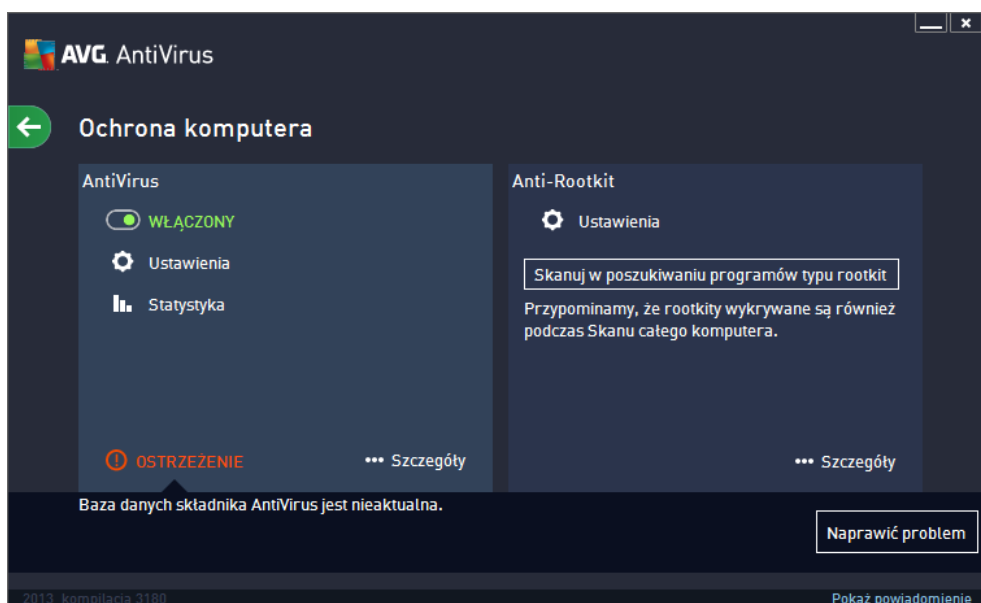 AVG. AntiVirus
Ochrona komputera
AntiVirus
WŁĄCZONY
Ustawienia
Statystyka
OSTRZEŻENIE
Szczegóły
Anti-Rootkit
Ustawienia
Skanuj w poszukiwaniu programów typu rootkit
Przypominamy, że rootkity wykrywane są również
podczas Skanu całego komputera.
Szczegóły
Baza danych składnika AntiVirus jest nieaktualna.
Naprawić problem
2013 kompilacja 3180
Pokaż powiadomienie